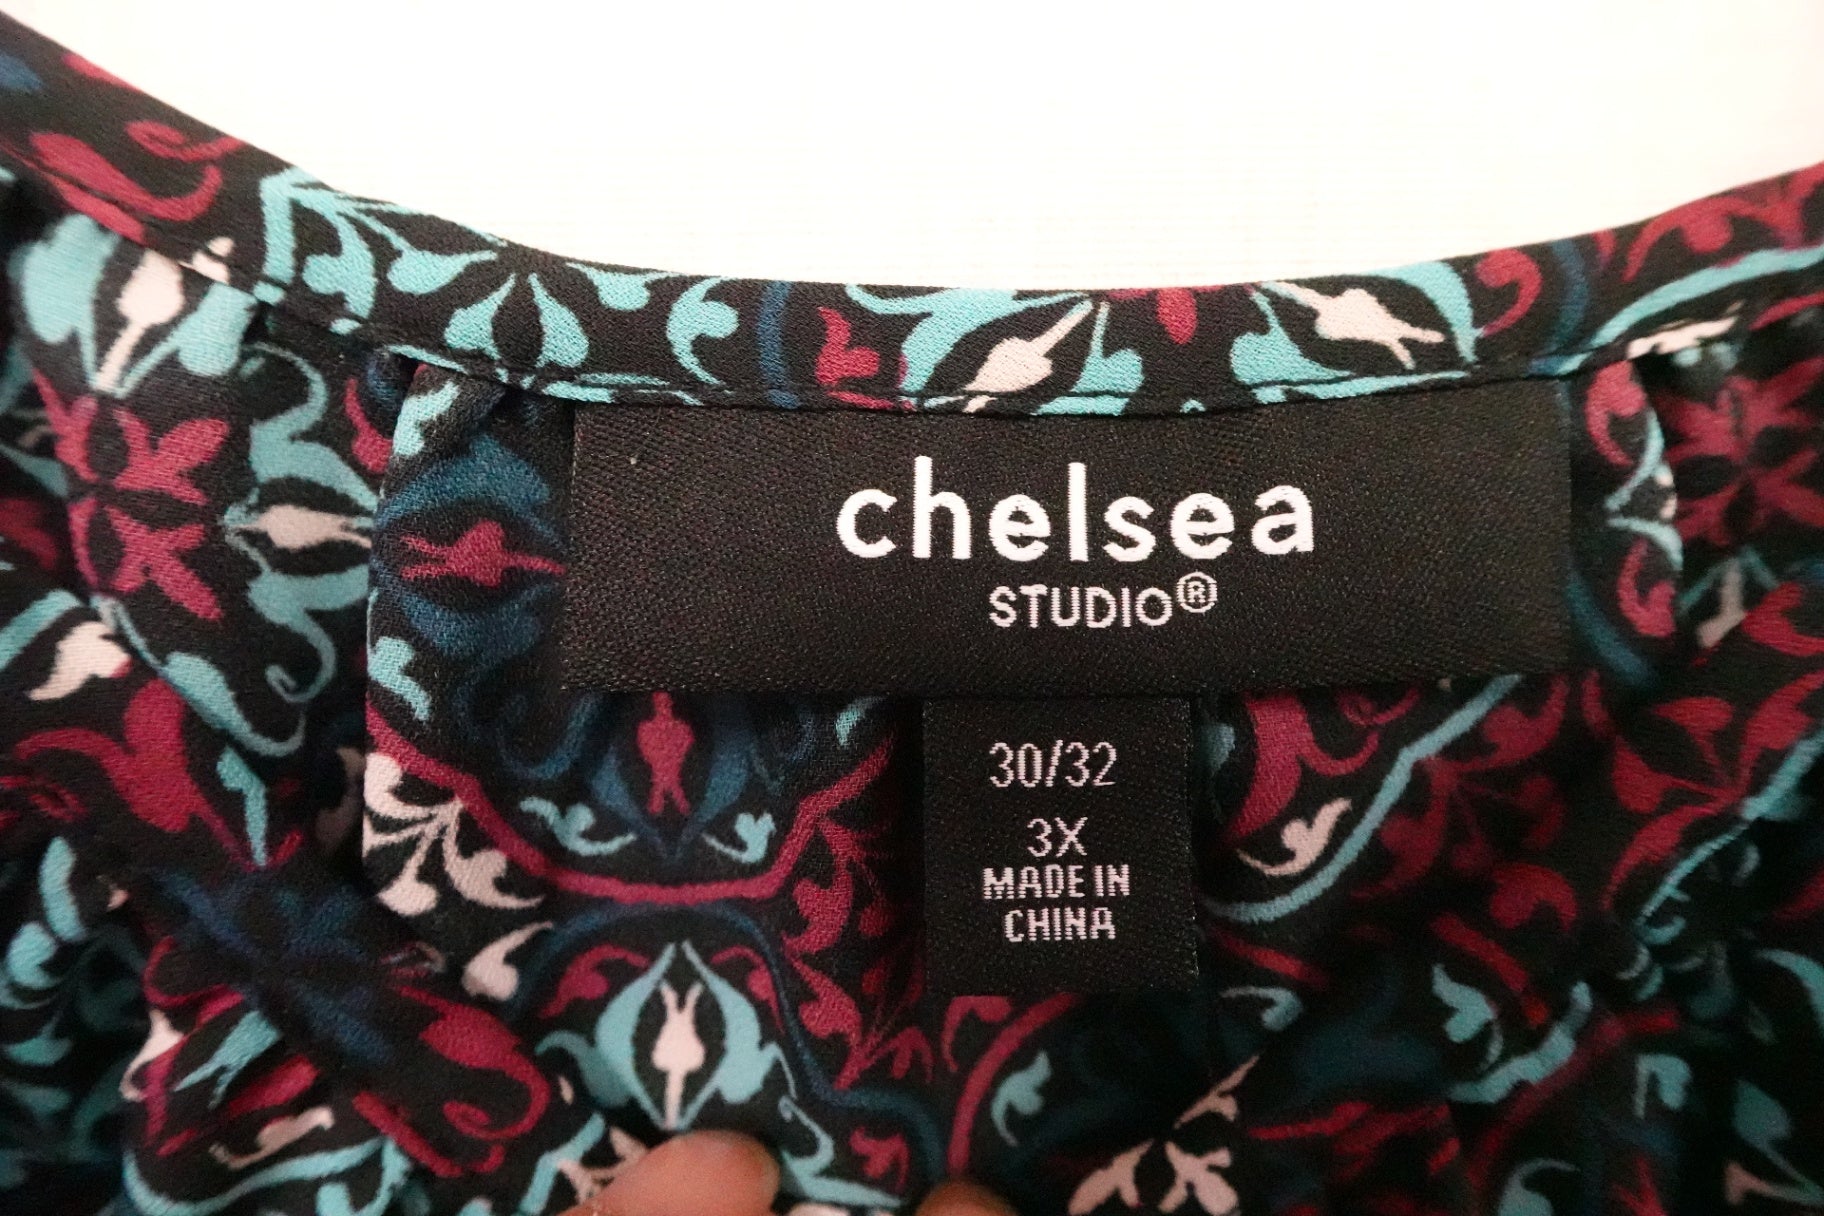 chelsea
STUDIO®
30/32
3X
MADE IN
CHINA